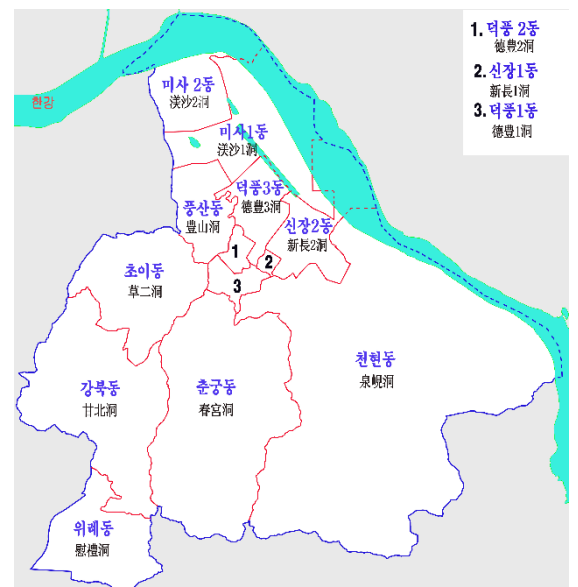 1. 덕풍 2동
德豊2洞
2. 신장1동
新長1洞
3. 덕풍1동
德豊1洞
한강
미사 2동
渼沙2洞
미사1동
渼沙1洞
덕풍3동
德豊3洞
풍산동
豊山洞
신장2동
新長2洞
1
2
3
초이동
草二洞
천현동
泉峴洞
감북동
甘北洞
춘궁동
春宮洞
위례동
慰禮洞